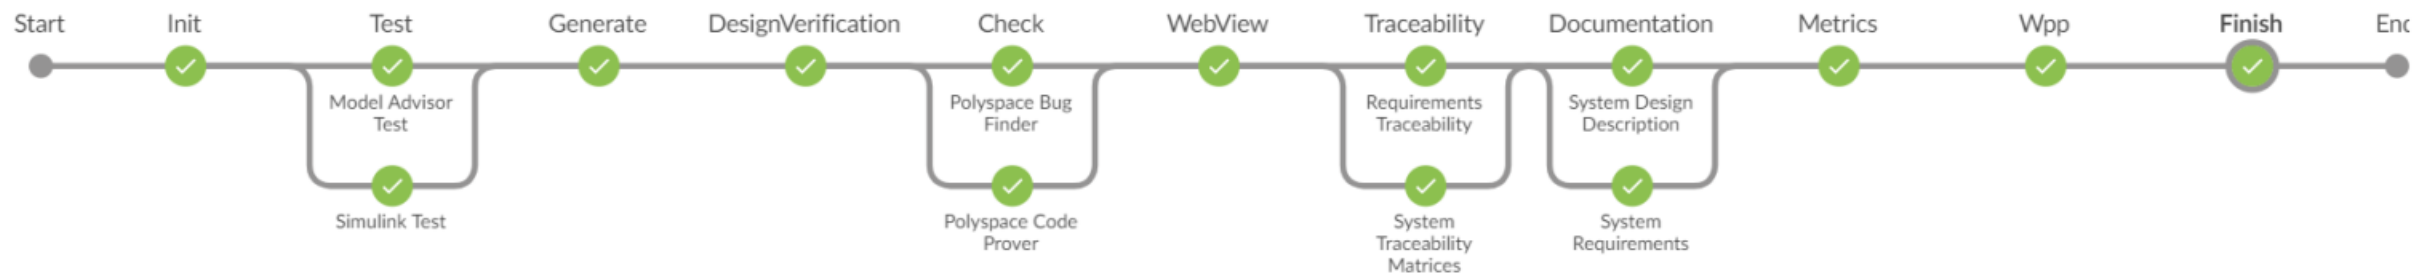 Start Init Test Generate DesignVerification Check WebView Traceability Documentation Metrics Wpp Finish Enc
Model Advisor
Test
Polyspace Bug
Finder
Requirements
Traceability
System Design
Description
Simulink Test
Polyspace Code
Prover
System
Traceability
Matrices
System
Requirements